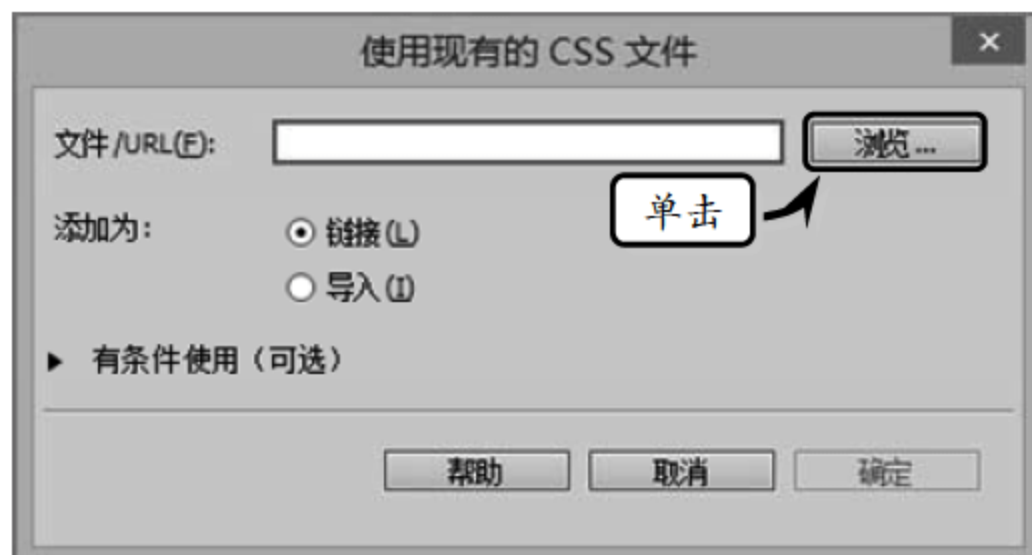 使用现有的 CSS 文件
×
文件/URL(F):
浏览...
单击
添加为:
链接(L)
导入(I)
有条件使用(可选)
帮助
取消
确定